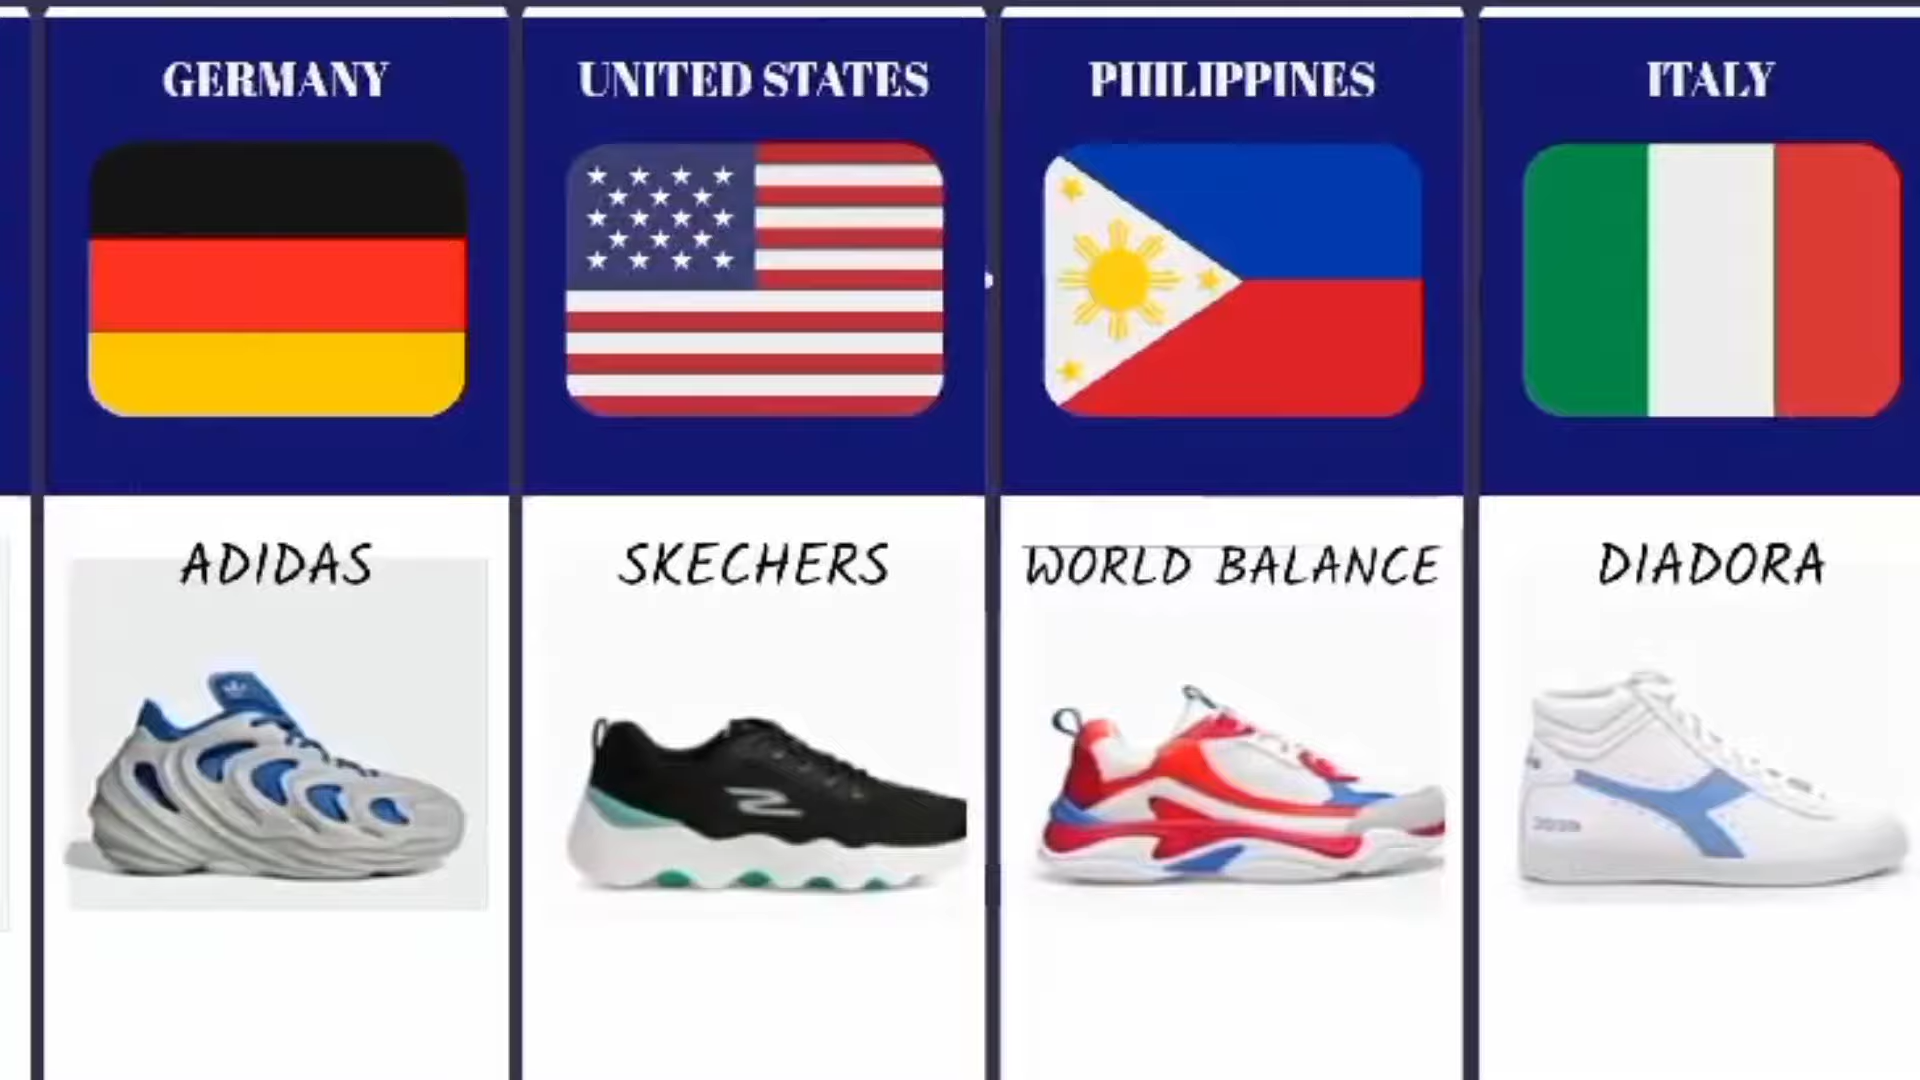 GERMANY
UNITED STATES
PHILIPPINES
ITALY
ADIDAS
SKECHERS
WORLD BALANCE
DIADORA